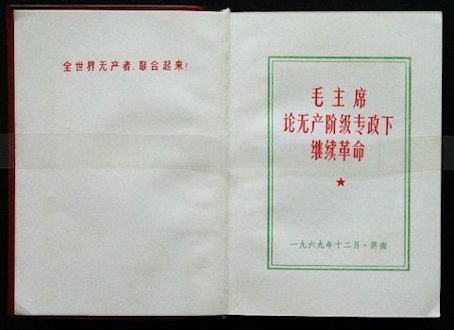 全世界无产者，联合起来！
毛主席
论无产阶级专政下
继续革命
★
一九六九年十二月·济南